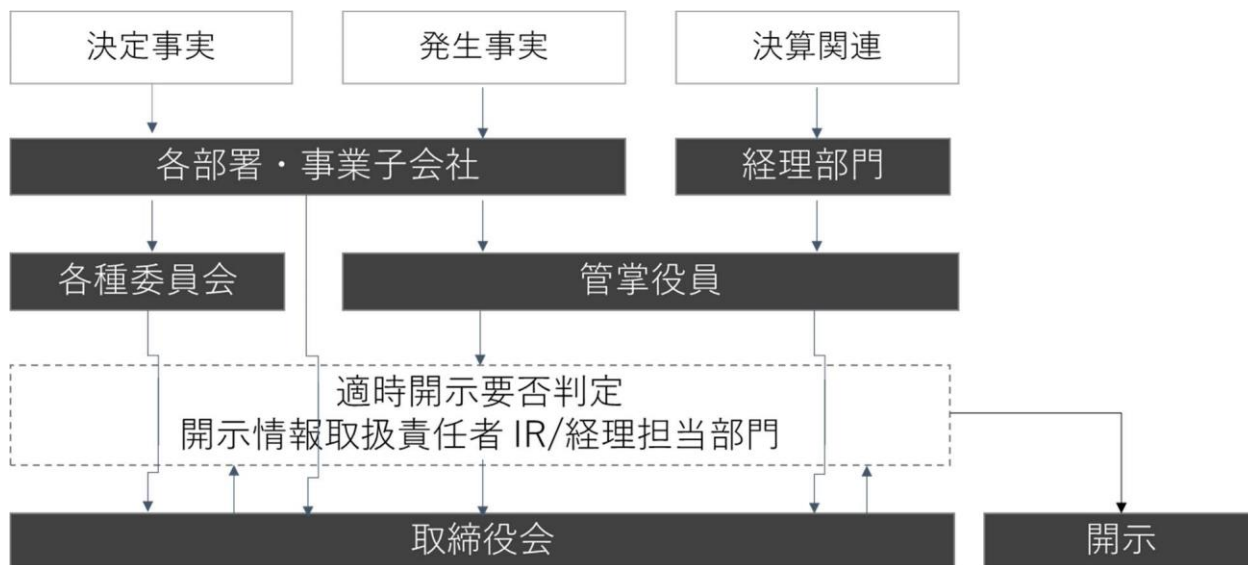 決定事実
発生事実
決算関連
各部署・事業子会社
経理部門
各種委員会
管掌役員
適時開示要否判定
開示情報取扱責任者 IR/経理担当部門
取締役会
開示